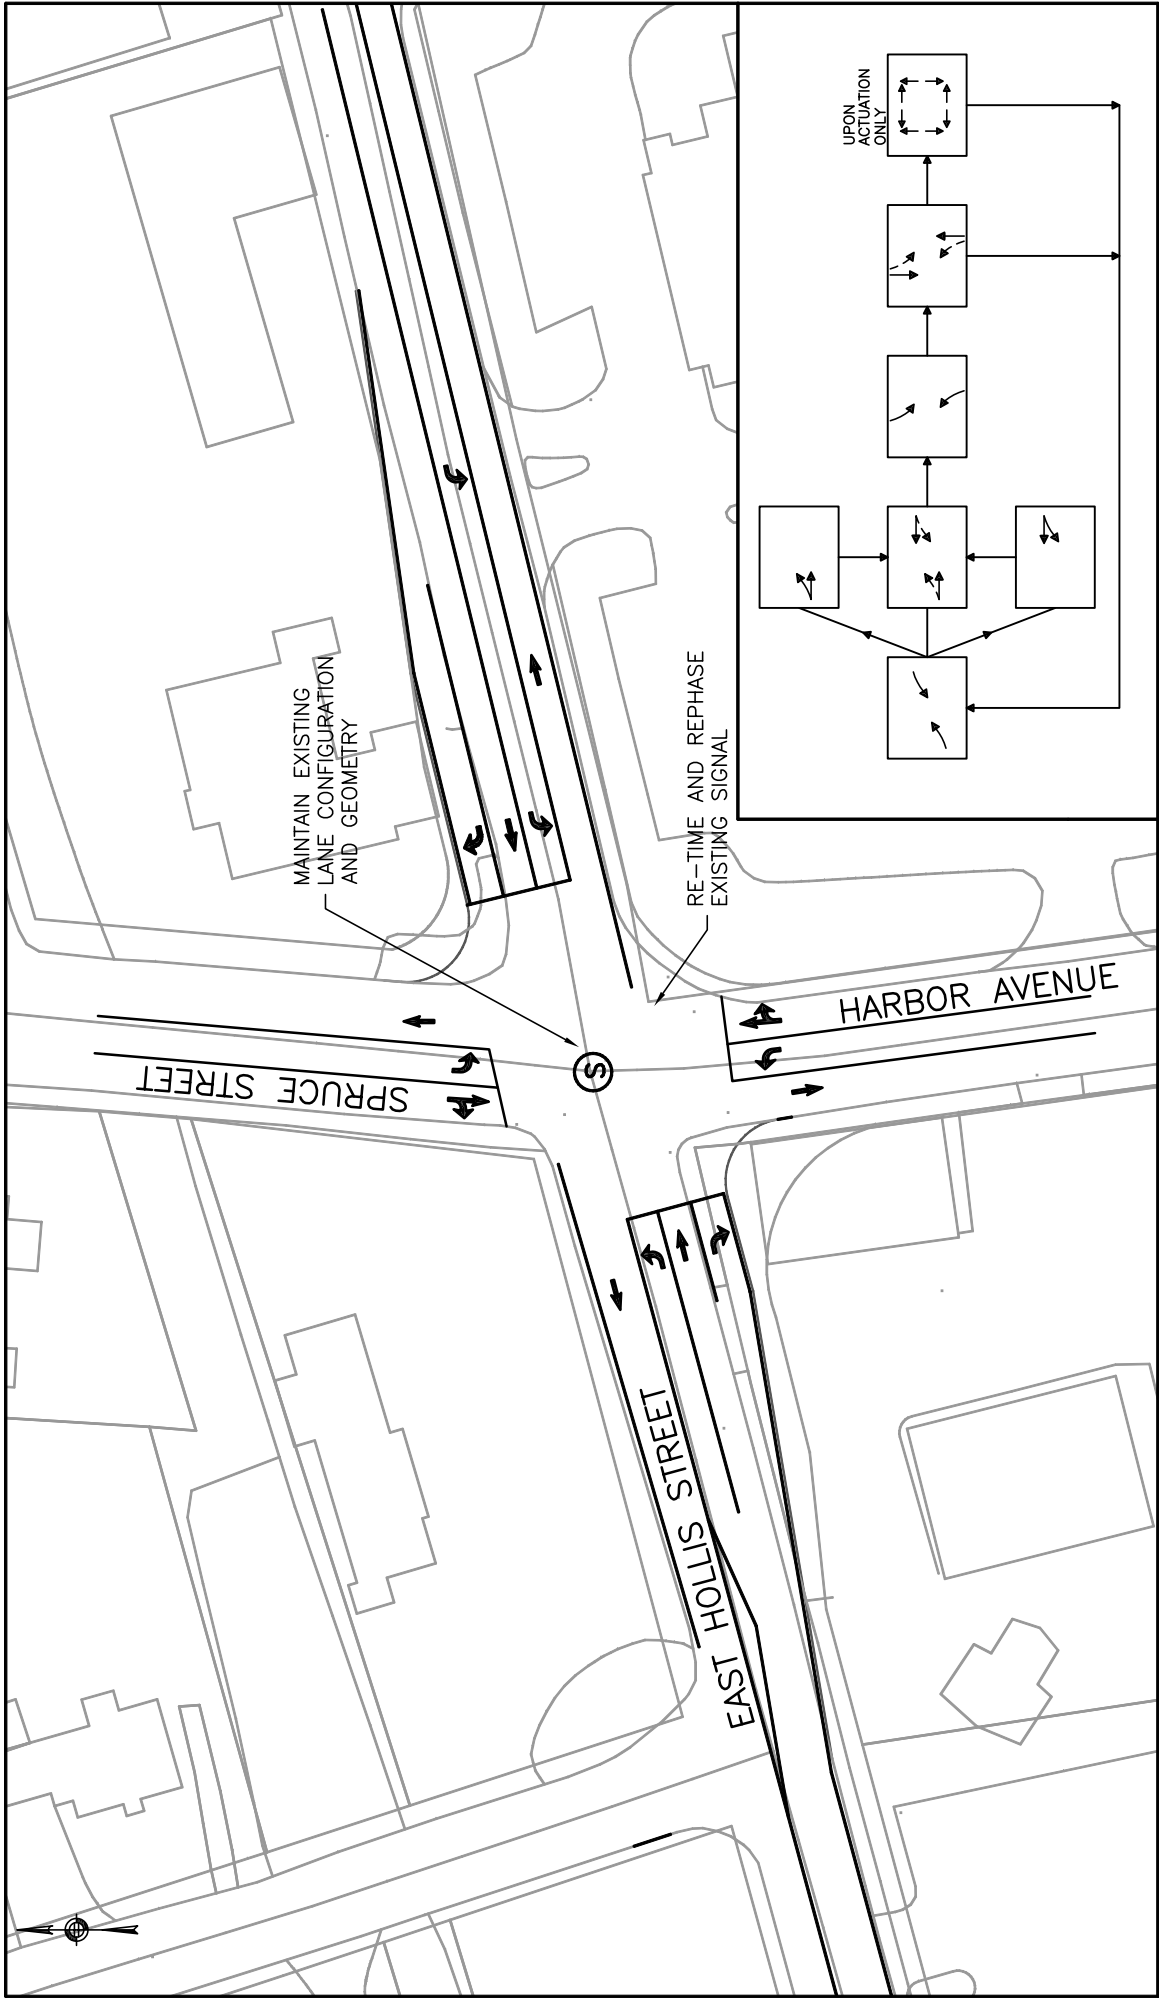 UPON
ACTUATION
ONLY
MAINTAIN EXISTING
LANE CONFIGURATION
AND GEOMETRY
RE-TIME AND REPHASE
EXISTING SIGNAL
SPRUCE STREET
HARBOR AVENUE
S
EAST HOLLIS STREET